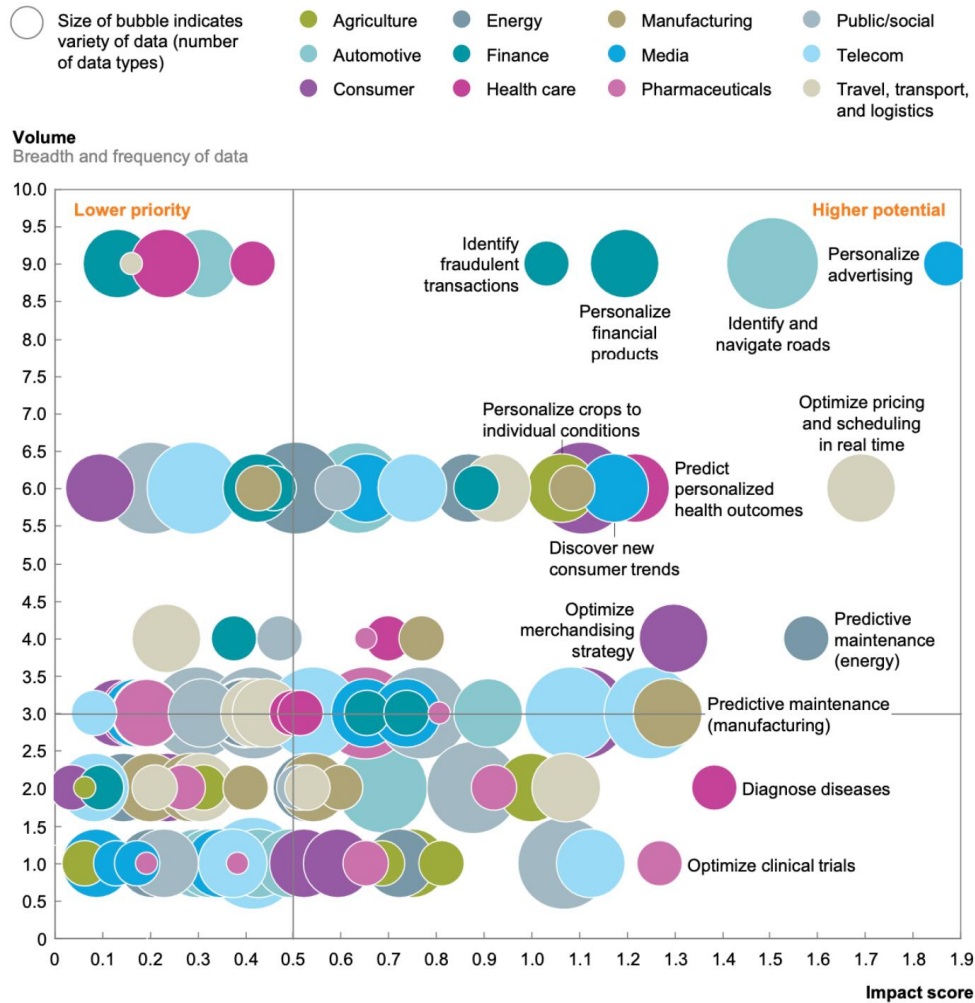 Size of bubble indicates
variety of data (number
of data types)
Agriculture
Automotive
Consumer
Energy
Finance
Health care
Manufacturing
Media
Pharmaceuticals
Public/social
Telecom
Travel, transport,
and logistics
Volume
Breadth and frequency of data
10.0
9.5
9.0
8.5
8.0
7.5
7.0
6.5
6.0
5.5
5.0
4.5
4.0
3.5
3.0
2.5
2.0
1.5
1.0
0.5
0
Lower priority
Higher potential
Identify
fraudulent
transactions
Personalize
financial
products
Identify and
navigate roads
Personalize
advertising
Personalize crops to
individual conditions
Optimize pricing
and scheduling
in real time
Predict
personalized
health outcomes
Discover new
consumer trends
Optimize
merchandising
strategy
Predictive
maintenance
(energy)
Predictive maintenance
(manufacturing)
Diagnose diseases
Optimize clinical trials
0 0.1 0.2 0.3 0.4 0.5 0.6 0.7 0.8 0.9 1.0 1.1 1.2 1.3 1.4 1.5 1.6 1.7 1.8 1.9
Impact score